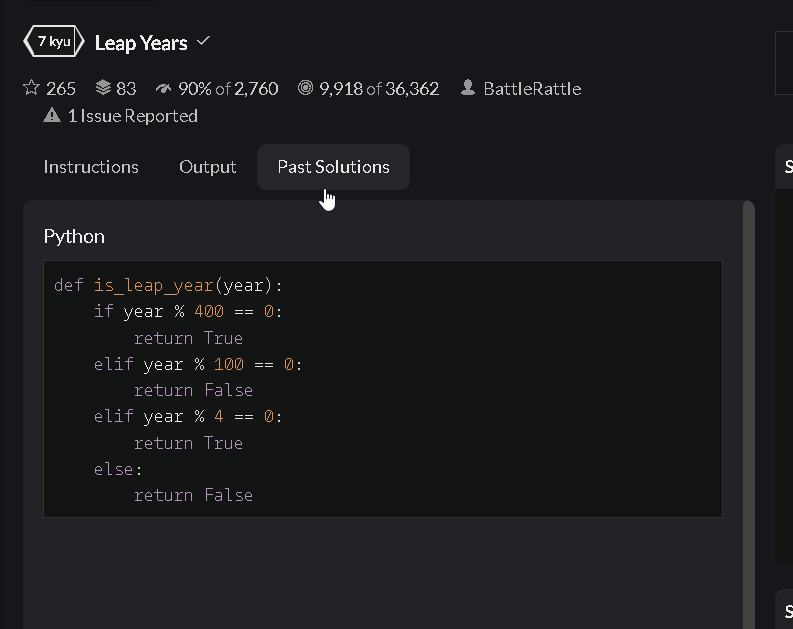 7 kyu Leap Years
265 83 90% of 2,760 9,918 of 36,362 BattleRattle
1 Issue Reported
Instructions Output Past Solutions
Python
def is_leap_year(year):
    if year % 400 == 0:
        return True
    elif year % 100 == 0:
        return False
    elif year % 4 == 0:
        return True
    else:
        return False
S
S